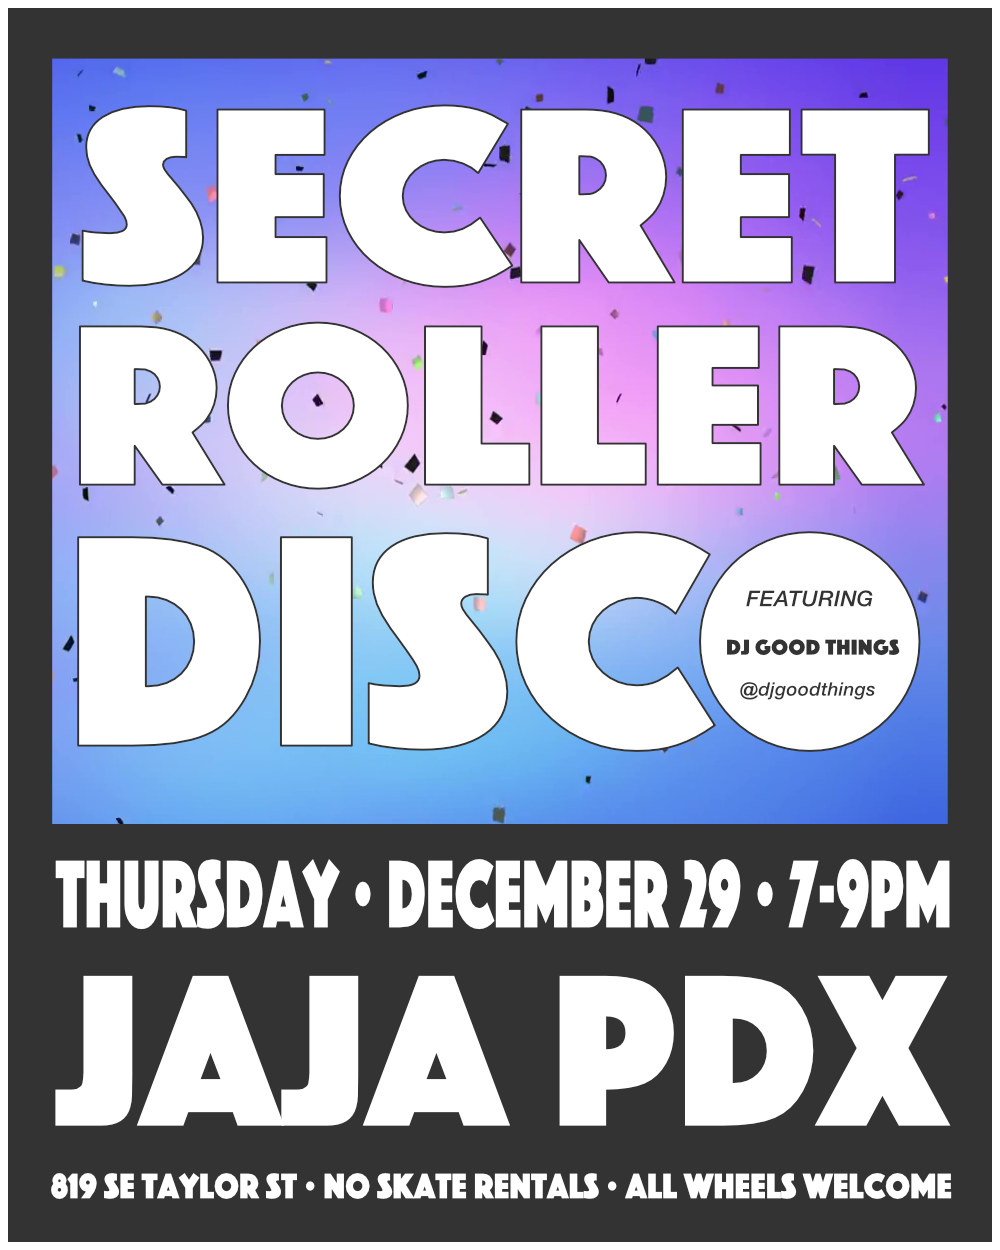 SECRET
ROLLER
DISCO
FEATURING
DJ GOOD THINGS
@djgoodthings
THURSDAY • DECEMBER 29 • 7-9PM
JAJA PDX
819 SE TAYLOR ST • NO SKATE RENTALS • ALL WHEELS WELCOME